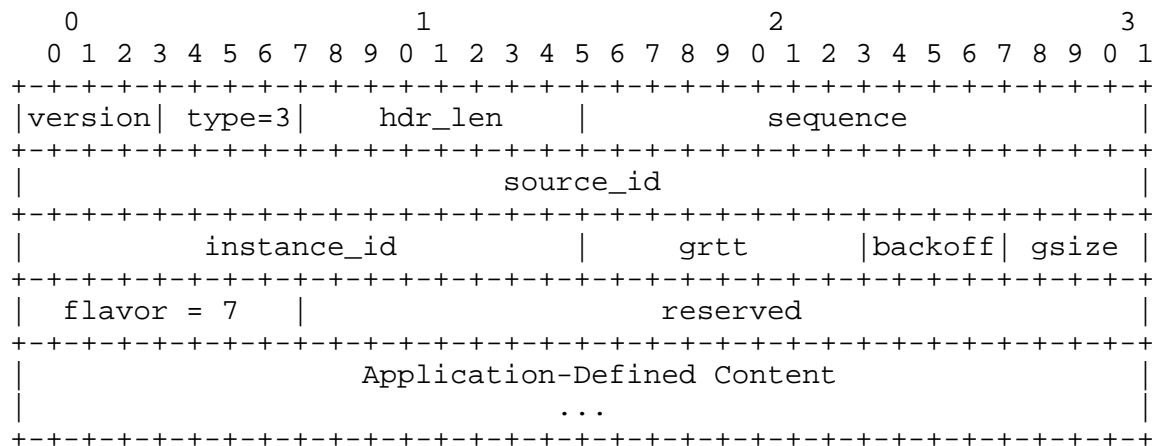 0                   1                   2                   3
   0 1 2 3 4 5 6 7 8 9 0 1 2 3 4 5 6 7 8 9 0 1 2 3 4 5 6 7 8 9 0 1
 +-+-+-+-+-+-+-+-+-+-+-+-+-+-+-+-+-+-+-+-+-+-+-+-+-+-+-+-+-+-+-+-+
 |version| type=3|    hdr_len    |          sequence             |
 +-+-+-+-+-+-+-+-+-+-+-+-+-+-+-+-+-+-+-+-+-+-+-+-+-+-+-+-+-+-+-+-+
 |                           source_id                           |
 +-+-+-+-+-+-+-+-+-+-+-+-+-+-+-+-+-+-+-+-+-+-+-+-+-+-+-+-+-+-+-+-+
 |          instance_id          |     grtt      |backoff| gsize |
 +-+-+-+-+-+-+-+-+-+-+-+-+-+-+-+-+-+-+-+-+-+-+-+-+-+-+-+-+-+-+-+-+
 |  flavor = 7   |                    reserved                   |
 +-+-+-+-+-+-+-+-+-+-+-+-+-+-+-+-+-+-+-+-+-+-+-+-+-+-+-+-+-+-+-+-+
 |                   Application-Defined Content                 |
 |                              ...                              |
 +-+-+-+-+-+-+-+-+-+-+-+-+-+-+-+-+-+-+-+-+-+-+-+-+-+-+-+-+-+-+-+-+